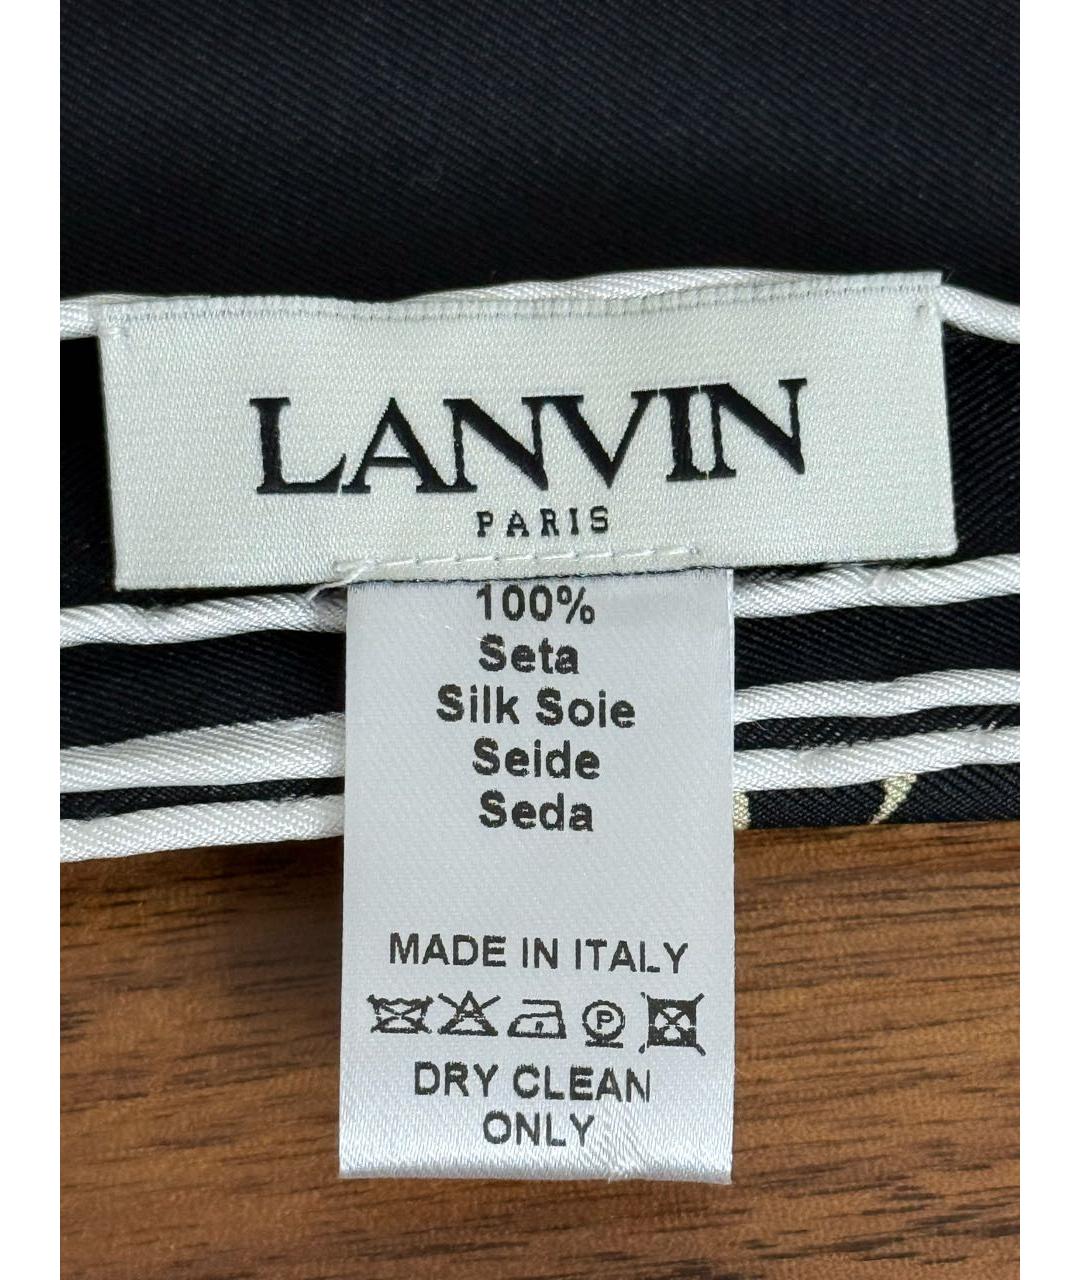 LANVIN
PARIS
100%
Seta
Silk Soie
Seide
Seda
MADE IN ITALY
P
DRY CLEAN
ONLY